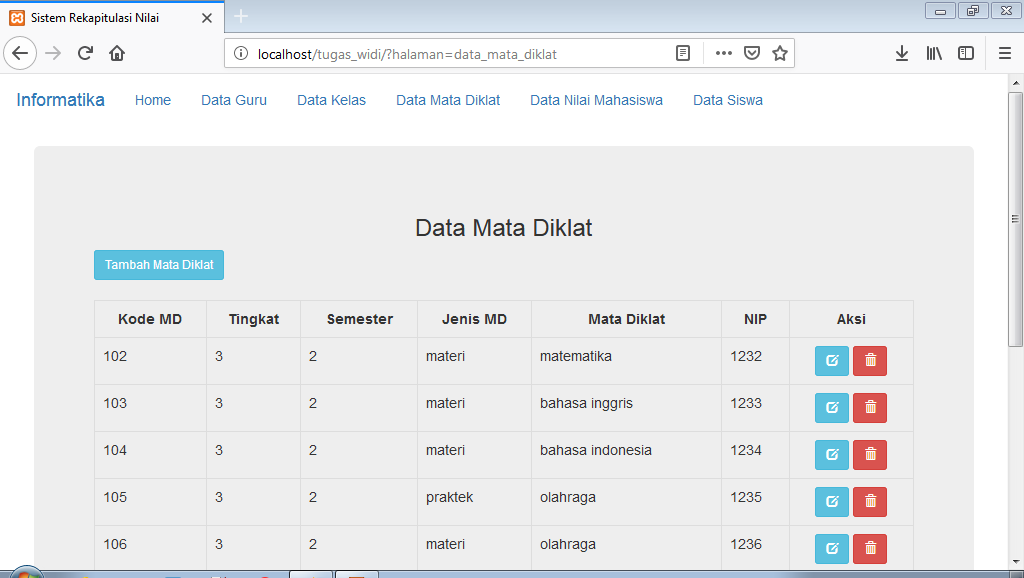 Sistem Rekapitulasi Nilai
localhost/tugas_widi/?halaman=data_mata_diklat
Informatika Home Data Guru Data Kelas Data Mata Diklat Data Nilai Mahasiswa Data Siswa
Data Mata Diklat
Tambah Mata Diklat
Kode MD Tingkat Semester Jenis MD Mata Diklat NIP Aksi
102 3 2 materi matematika 1232
103 3 2 materi bahasa inggris 1233
104 3 2 materi bahasa indonesia 1234
105 3 2 praktek olahraga 1235
106 3 2 materi olahraga 1236